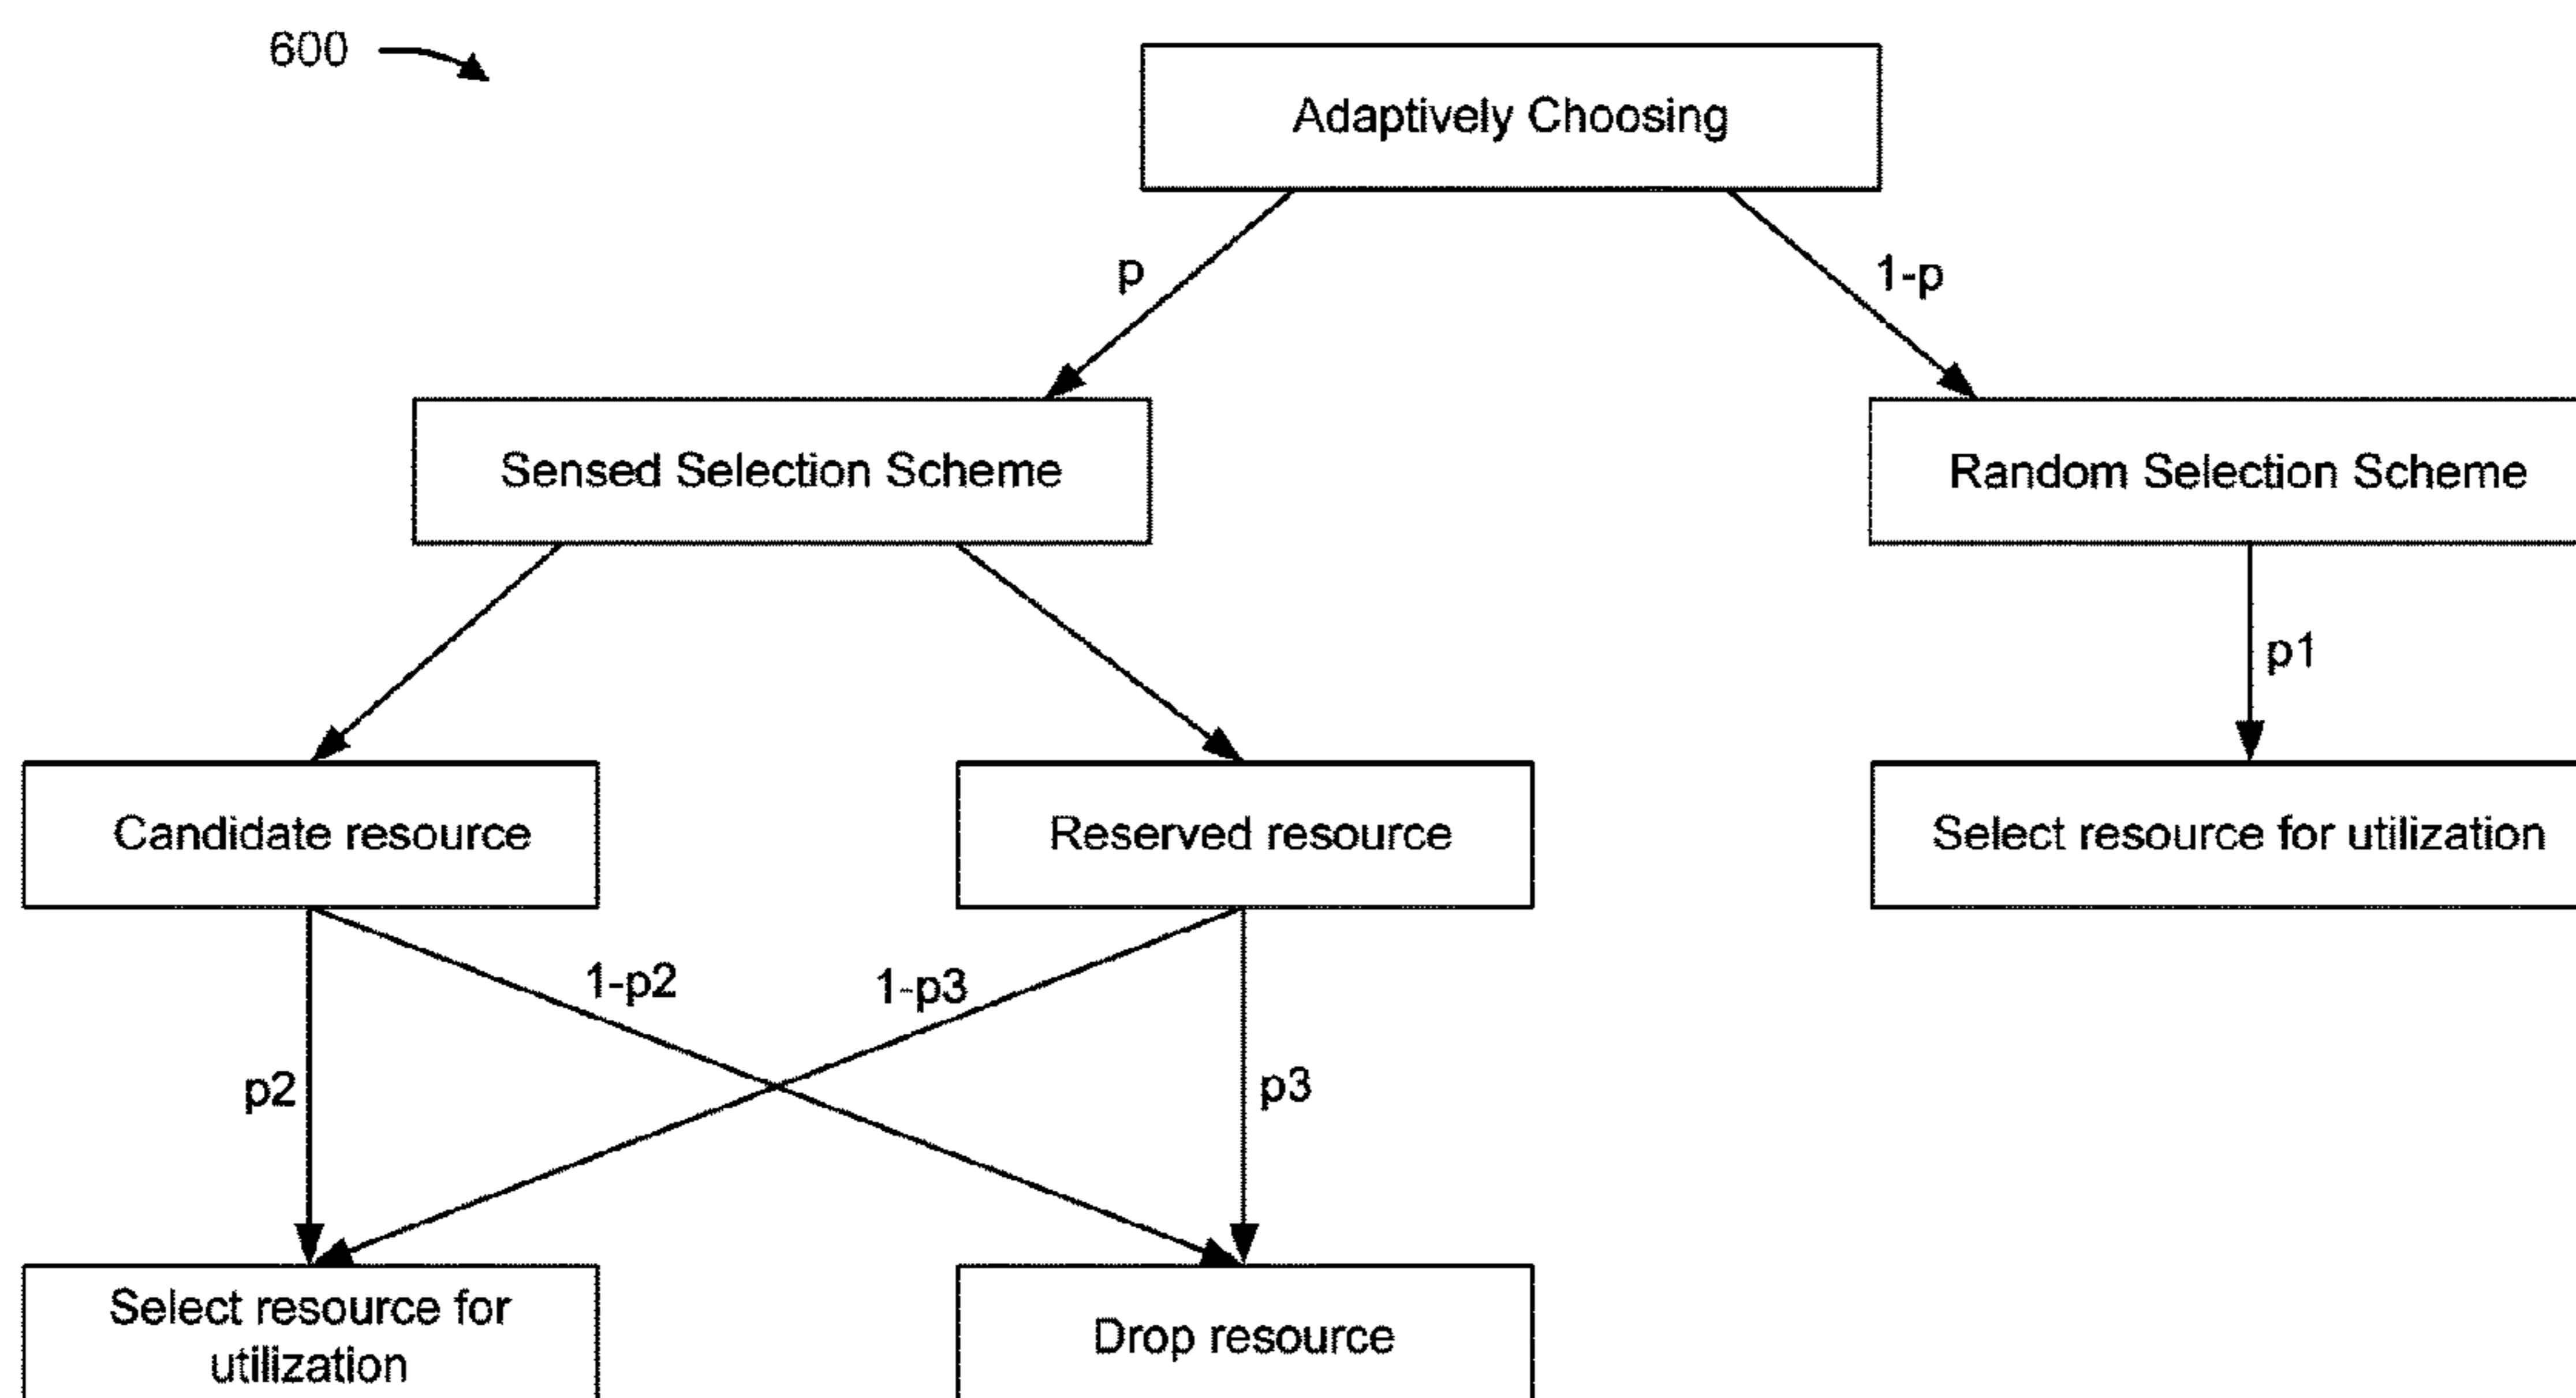 600
Adaptively Choosing
p
1-p
Sensed Selection Scheme
Random Selection Scheme
p1
Candidate resource
Reserved resource
Select resource for utilization
1-p2
1-p3
p2
p3
Select resource for
utilization
Drop resource